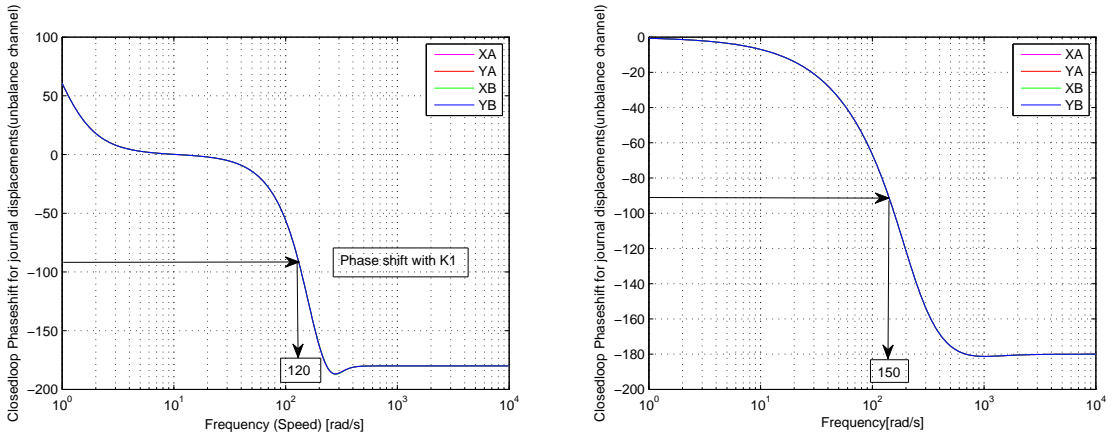 Closedloop Phaseshift for journal displacements(unbalance channel)
100
50
0
−50
−100
−150
−200
XA
YA
XB
YB
Phase shift with K1
120
10^0
10^1
10^2
10^3
10^4
Frequency (Speed) [rad/s]
Closedloop Phaseshift for journal displacements(unbalance channel)
0
−20
−40
−60
−80
−100
−120
−140
−160
−180
−200
XA
YA
XB
YB
150
10^0
10^1
10^2
10^3
10^4
Frequency[rad/s]